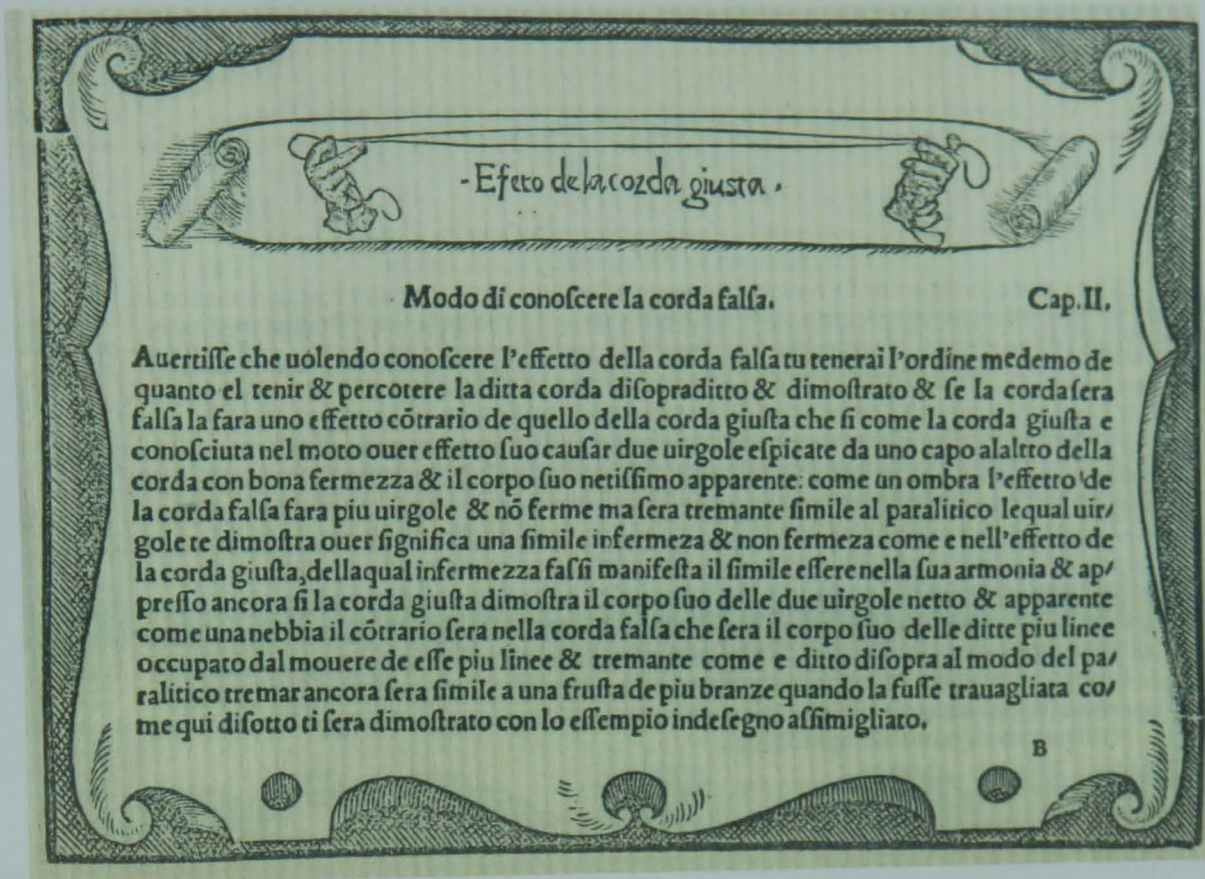 - Efeto de la corda giusta .
Modo di conoſcere la corda falſa. Cap.II.
Auertiſſe che uolendo conoſcere l'effetto della corda falſa tu tenerai l'ordine medemo de
quanto el tenir & percotere la ditta corda diſopraditto & dimoſtrato & ſe la corda ſera
falſa la fara uno effetto cōtrario de quello della corda giuſta che ſi come la corda giuſta e
conoſciuta nel moto ouer effetto ſuo cauſar due uirgole eſpicate da uno capo alaltro della
corda con bona fermezza & il corpo ſuo netiſſimo apparente: come un ombra l'effetto de
la corda falſa fara piu uirgole & nō ferme ma ſera tremante ſimile al paralitico lequal uir/
gole te dimoſtra ouer ſignifica una ſimile infermeza & non fermeza come e nell'effetto de
la corda giuſta, dellaqual infermezza faſſi manifeſta il ſimile eſſere nella ſua armonia & ap/
preſſo ancora ſi la corda giuſta dimoſtra il corpo ſuo delle due uirgole netto & apparente
come una nebbia il cōtrario ſera nella corda falſa che ſera il corpo ſuo delle ditte piu linee
occupato dal mouere de eſſe piu linee & tremante come e ditto diſopra al modo del pa/
ralitico tremar ancora ſera ſimile a una fruſta de piu branze quando la fuſſe trauagliata co/
me qui diſotto ti ſera dimoſtrato con lo eſſempio indeſegno aſſimigliato.
B